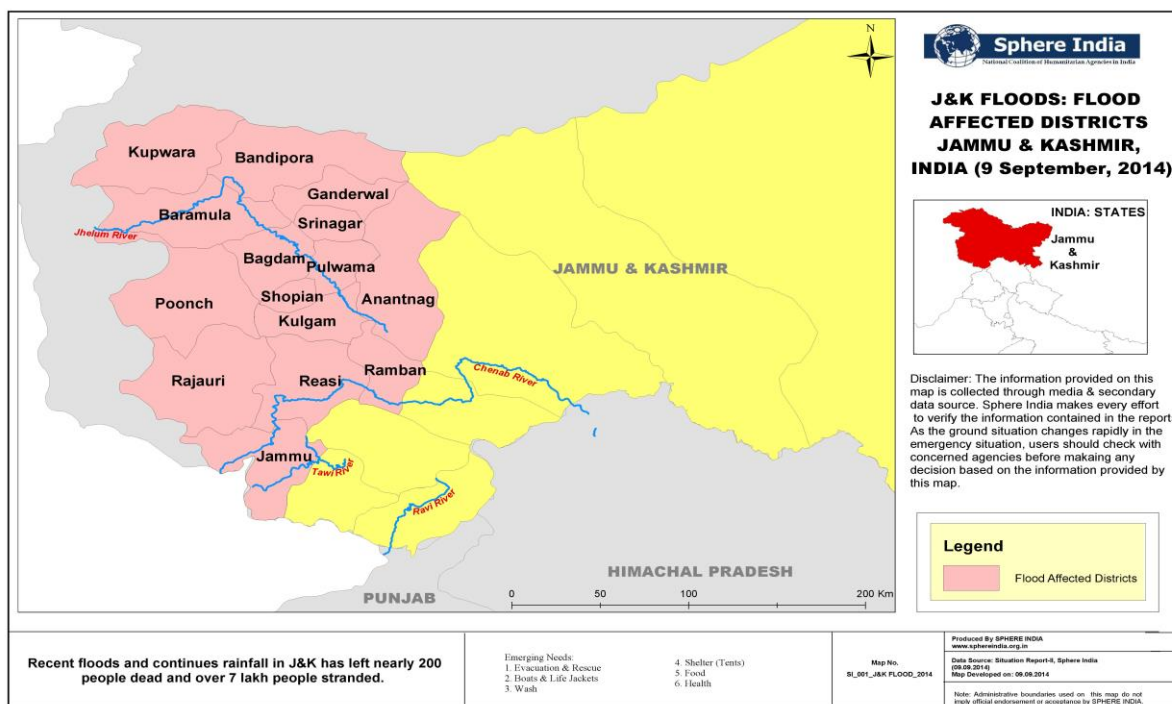 Sphere India
National Coalition of Humanitarian Agencies in India
J&K FLOODS: FLOOD
AFFECTED DISTRICTS
JAMMU & KASHMIR,
INDIA (9 September, 2014)
N
Kupwara
Bandipora
Ganderwal
Baramula
Srinagar
Jhelum River
Bagdam
Pulwama
JAMMU & KASHMIR
Poonch
Shopian
Anantnag
Kulgam
Rajauri
Reasi
Ramban
Chenab River
Jammu
Tawi River
Ravi River
HIMACHAL PRADESH
PUNJAB
0 50 100 200 Km
INDIA: STATES
Jammu
&
Kashmir
Disclaimer: The information provided on this
map is collected through media & secondary
data source. Sphere India makes every effort
to verify the information contained in the report
As the ground situation changes rapidly in the
emergency situation, users should check with
concerned agencies before makaing any
decision based on the information provided by
this map.
Legend
Flood Affected Districts
Recent floods and continues rainfall in J&K has left nearly 200
people dead and over 7 lakh people stranded.
Emerging Needs:
1. Evacuation & Rescue
2. Boats & Life Jackets
3. Wash
4. Shelter (Tents)
5. Food
6. Health
Map No.
SI_001_J&K FLOOD_2014
Produced By SPHERE INDIA
www.sphereindia.org.in
Data Source: Situation Report-II, Sphere India
(09.09.2014)
Map Developed on: 09.09.2014
Note: Administrative boundaries used on this map do not
imply official endorsement or acceptance by SPHERE INDIA.